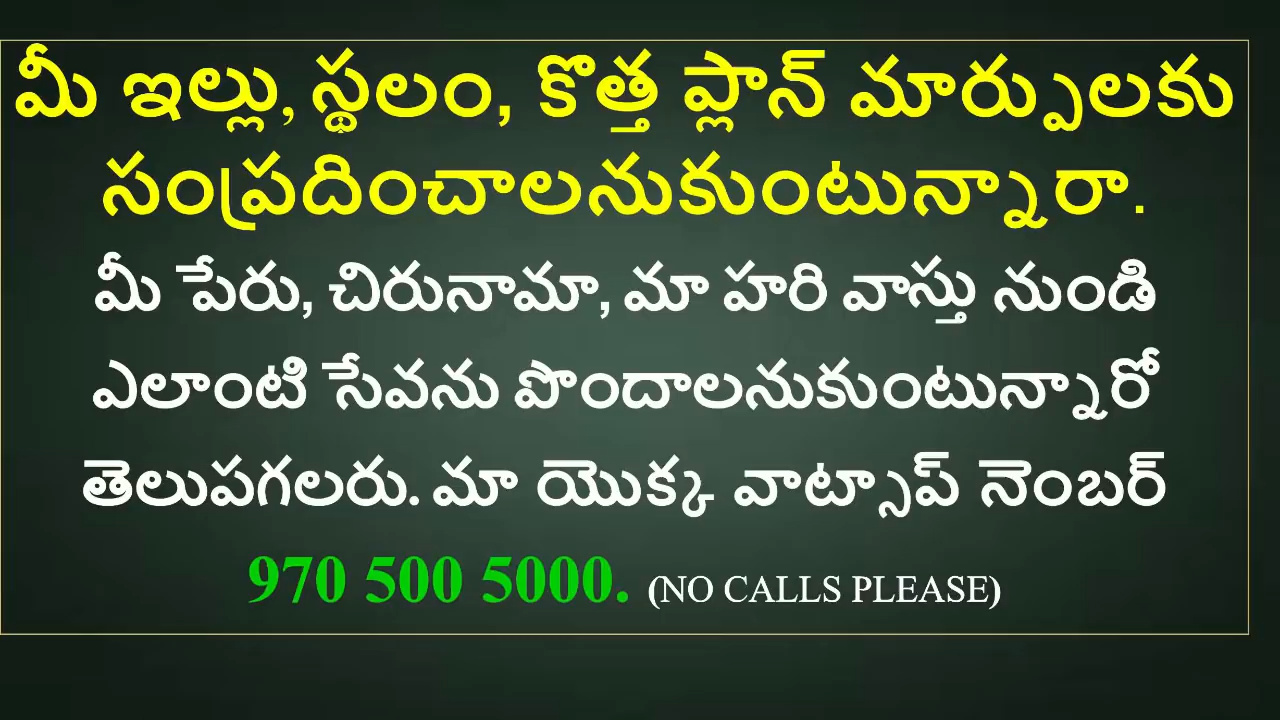 మీ ఇల్లు, స్థలం, కొత్త ప్లాన్ మార్పులకు
సంప్రదించాలనుకుంటున్నారా.
మీ పేరు, చిరునామా, మా హరి వాస్తు నుండి
ఎలాంటి సేవను పొందాలనుకుంటున్నారో
తెలుపగలరు. మా యొక్క వాట్సాప్ నెంబర్
970 500 5000. (NO CALLS PLEASE)